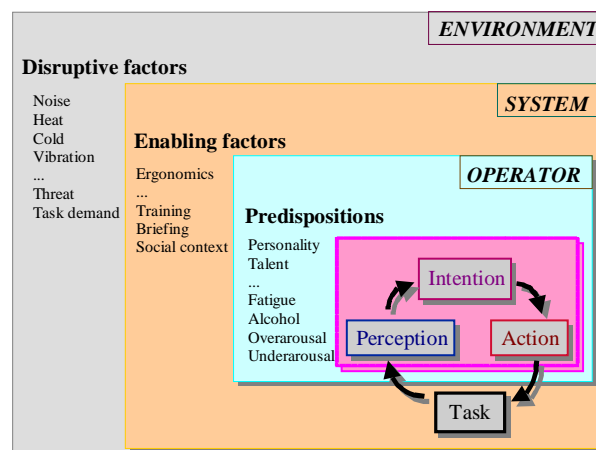 ENVIRONMENT
Disruptive factors
Noise
Heat
Cold
Vibration
...
Threat
Task demand
SYSTEM
Enabling factors
Ergonomics
...
Training
Briefing
Social context
OPERATOR
Predispositions
Personality
Talent
...
Fatigue
Alcohol
Overarousal
Underarousal
Intention
Perception
Action
Task